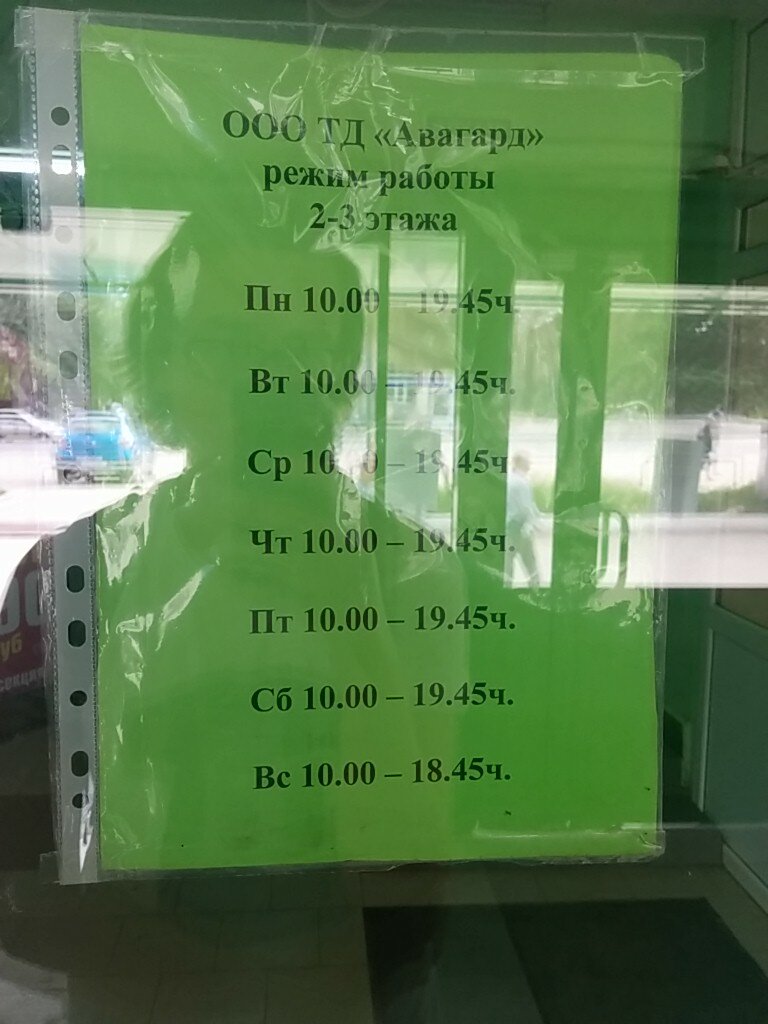 ООО ТД «Авагард»
режим работы
2-3 этажа
Пн 10.00 – 19.45ч.
Вт 10.00 – 19.45ч.
Ср 10.00 – 19.45ч
Чт 10.00 – 19.45ч.
Пт 10.00 – 19.45ч.
Сб 10.00 – 19.45ч.
Вс 10.00 – 18.45ч.